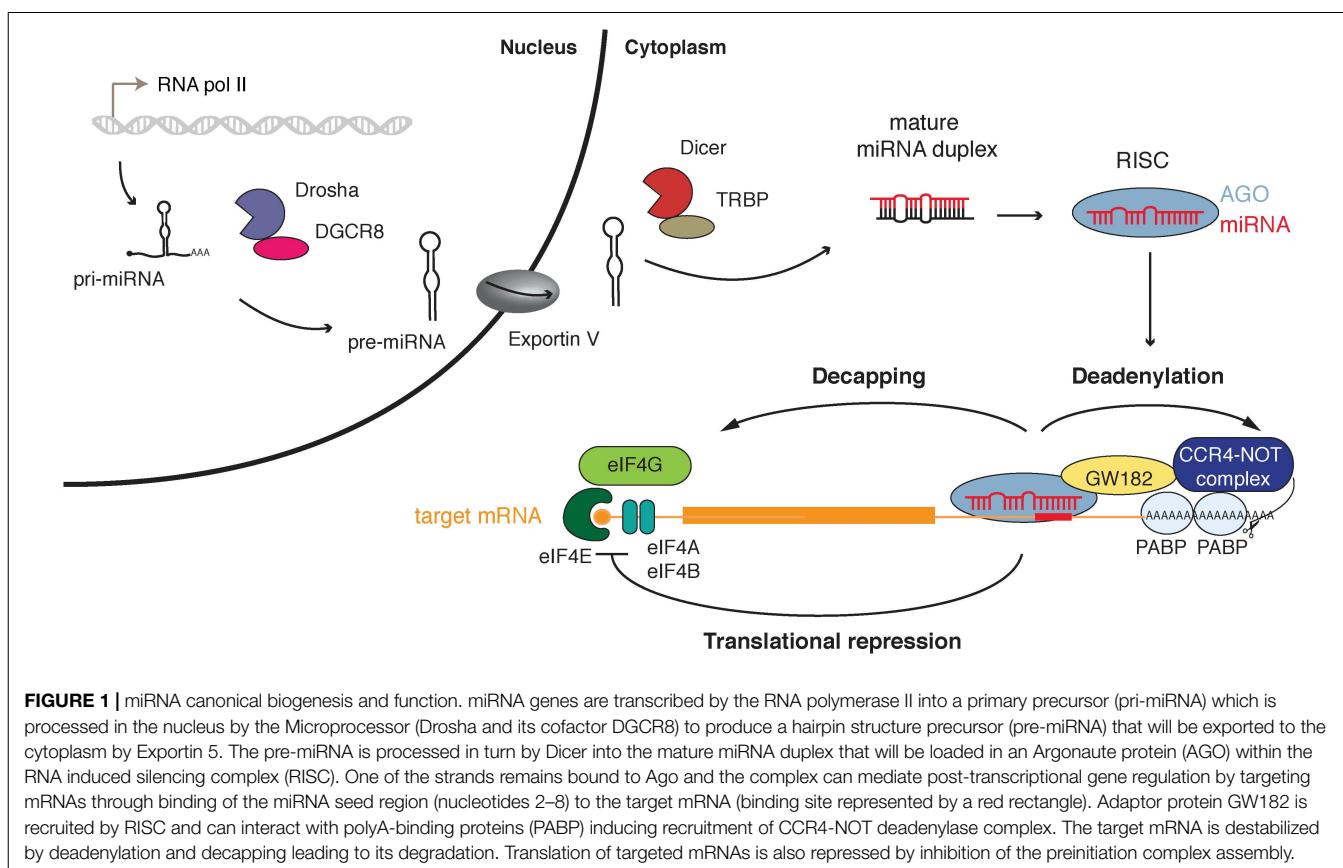 Nucleus Cytoplasm
RNA pol II
Drosha
DGCR8
AAA
pri-miRNA
pre-miRNA
Exportin V
Dicer
TRBP
mature
miRNA duplex
RISC
AGO
miRNA
Decapping
Deadenylation
eIF4G
CCR4-NOT
complex
GW182
target mRNA
AAAAAAAAAAAAAAAAA
eIF4E
eIF4A
eIF4B
PABP PABP
Translational repression
FIGURE 1 | miRNA canonical biogenesis and function. miRNA genes are transcribed by the RNA polymerase II into a primary precursor (pri-miRNA) which is
processed in the nucleus by the Microprocessor (Drosha and its cofactor DGCR8) to produce a hairpin structure precursor (pre-miRNA) that will be exported to the
cytoplasm by Exportin 5. The pre-miRNA is processed in turn by Dicer into the mature miRNA duplex that will be loaded in an Argonaute protein (AGO) within the
RNA induced silencing complex (RISC). One of the strands remains bound to Ago and the complex can mediate post-transcriptional gene regulation by targeting
mRNAs through binding of the miRNA seed region (nucleotides 2–8) to the target mRNA (binding site represented by a red rectangle). Adaptor protein GW182 is
recruited by RISC and can interact with polyA-binding proteins (PABP) inducing recruitment of CCR4-NOT deadenylase complex. The target mRNA is destabilized
by deadenylation and decapping leading to its degradation. Translation of targeted mRNAs is also repressed by inhibition of the preinitiation complex assembly.